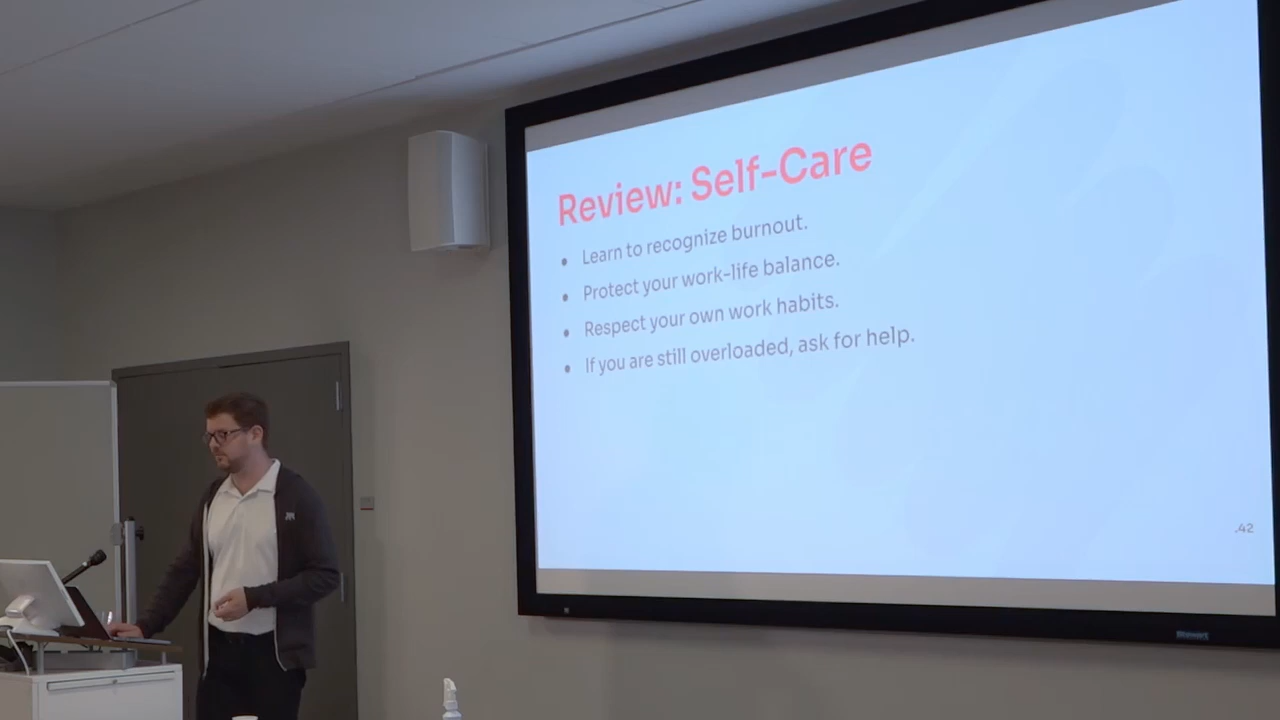 Review: Self-Care
• Learn to recognize burnout.
• Protect your work-life balance.
• Respect your own work habits.
• If you are still overloaded, ask for help.
.42
Stewart